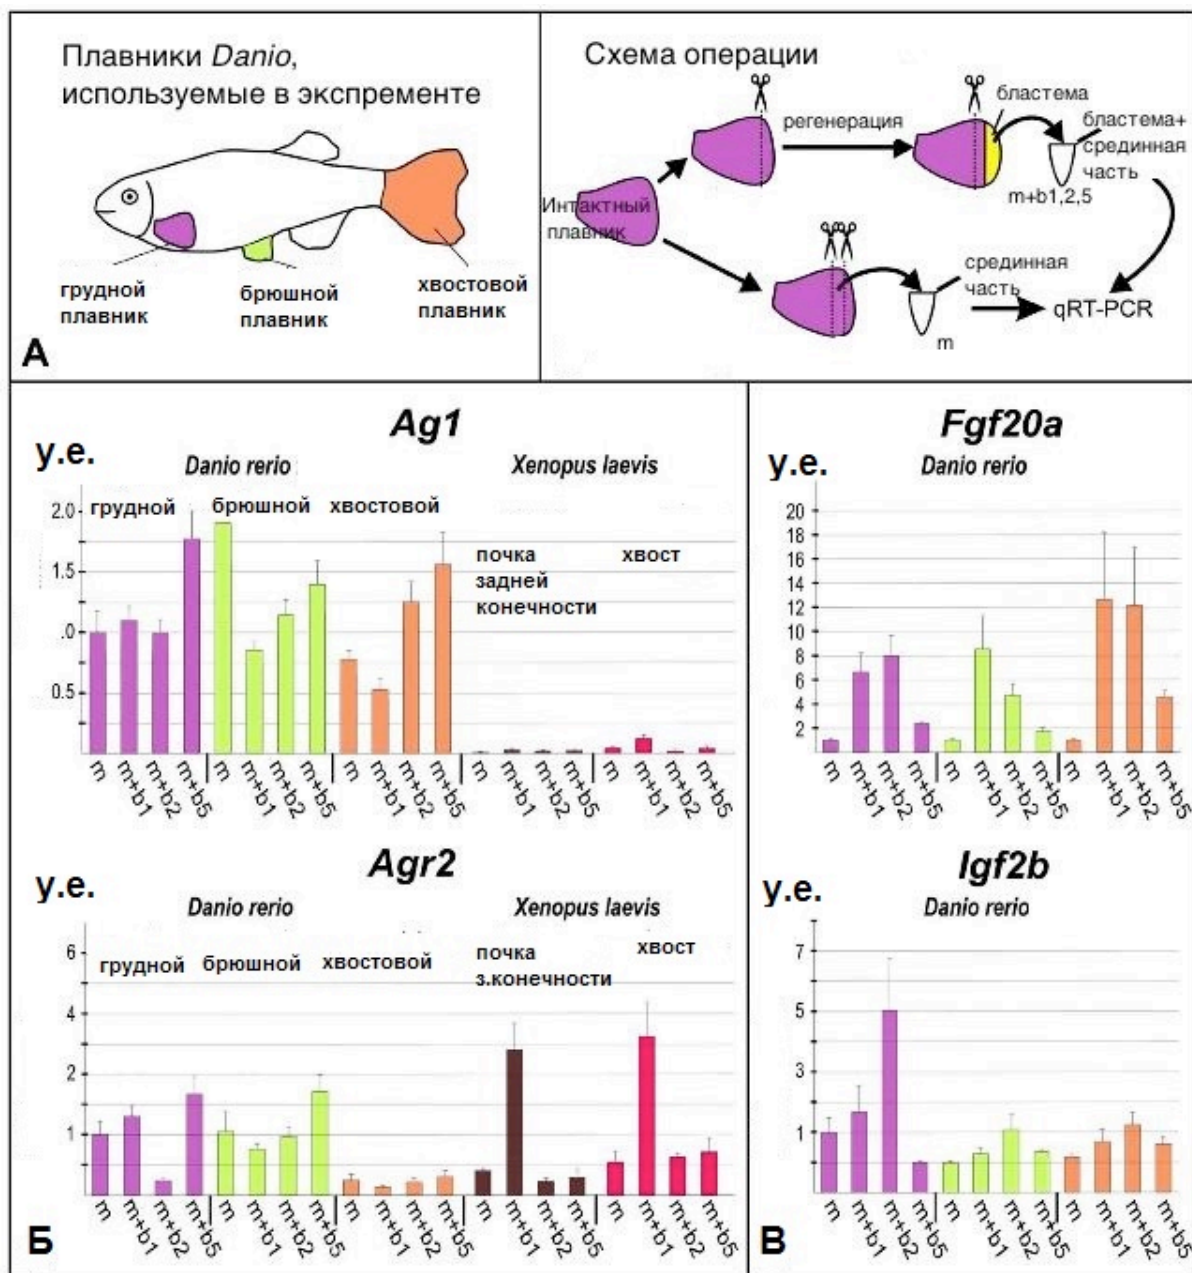 Плавники Danio,
используемые в экспременте
грудной
плавник
брюшной
плавник
хвостовой
плавник
А
Схема операции
Интактный
плавник
регенерация
бластема
бластема+
срединная
часть
m+b1,2,5
срединная
часть
m
qRT-PCR
Ag1
у.е.
Danio rerio
Xenopus laevis
грудной
брюшной
хвостовой
почка
задней
конечности
хвост
2.0
1.5
.0
0.5
m
m+b1
m+b2
m+b5
m
m+b1
m+b2
m+b5
m
m+b1
m+b2
m+b5
m
m+b1
m+b2
m+b5
m
m+b1
m+b2
m+b5
Agr2
у.е.
Danio rerio
Xenopus laevis
грудной
брюшной
хвостовой
почка
з.конечности
хвост
6
4
2
1
m
m+b1
m+b2
m+b5
m
m+b1
m+b2
m+b5
m
m+b1
m+b2
m+b5
m
m+b1
m+b2
m+b5
m
m+b1
m+b2
m+b5
Б
Fgf20a
у.е.
Danio rerio
20
18
16
14
12
10
8
6
4
2
m
m+b1
m+b2
m+b5
m
m+b1
m+b2
m+b5
m
m+b1
m+b2
m+b5
Igf2b
у.е.
Danio rerio
7
5
3
1
m
m+b1
m+b2
m+b5
m
m+b1
m+b2
m+b5
m
m+b1
m+b2
m+b5
В